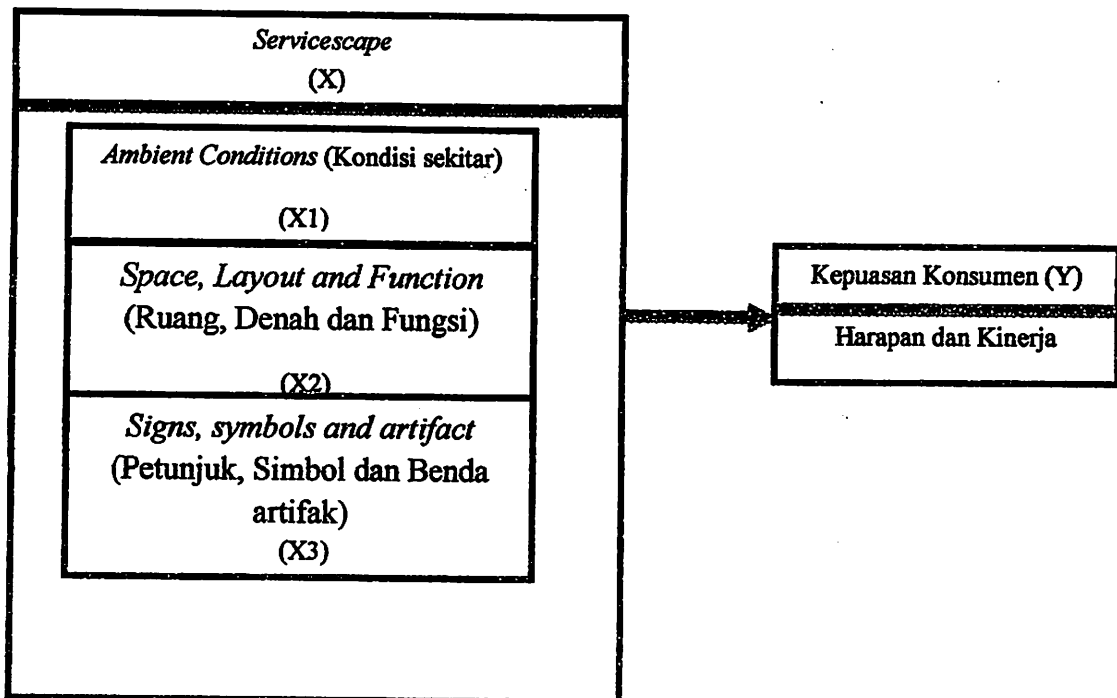 Servicescape
(X)
Ambient Conditions (Kondisi sekitar)
(X1)
Space, Layout and Function
(Ruang, Denah dan Fungsi)
(X2)
Signs, symbols and artifact
(Petunjuk, Simbol dan Benda
artifak)
(X3)
Kepuasan Konsumen (Y)
Harapan dan Kinerja